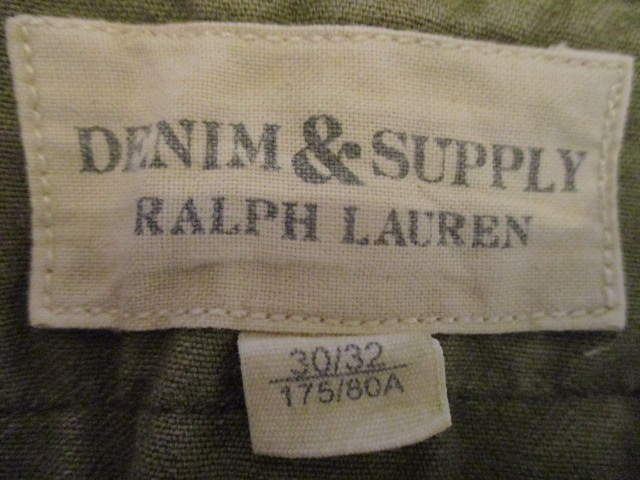 DENIM & SUPPLY
RALPH LAUREN
30/32
175/80A